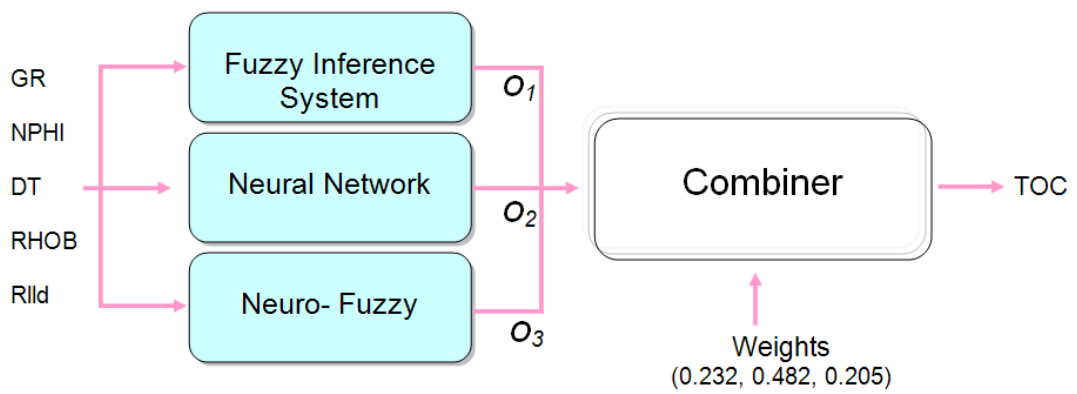 GR
NPHI
DT
RHOB
Rlld
Fuzzy Inference
System
Neural Network
Neuro- Fuzzy
O1
O2
O3
Combiner
Weights
(0.232, 0.482, 0.205)
TOC